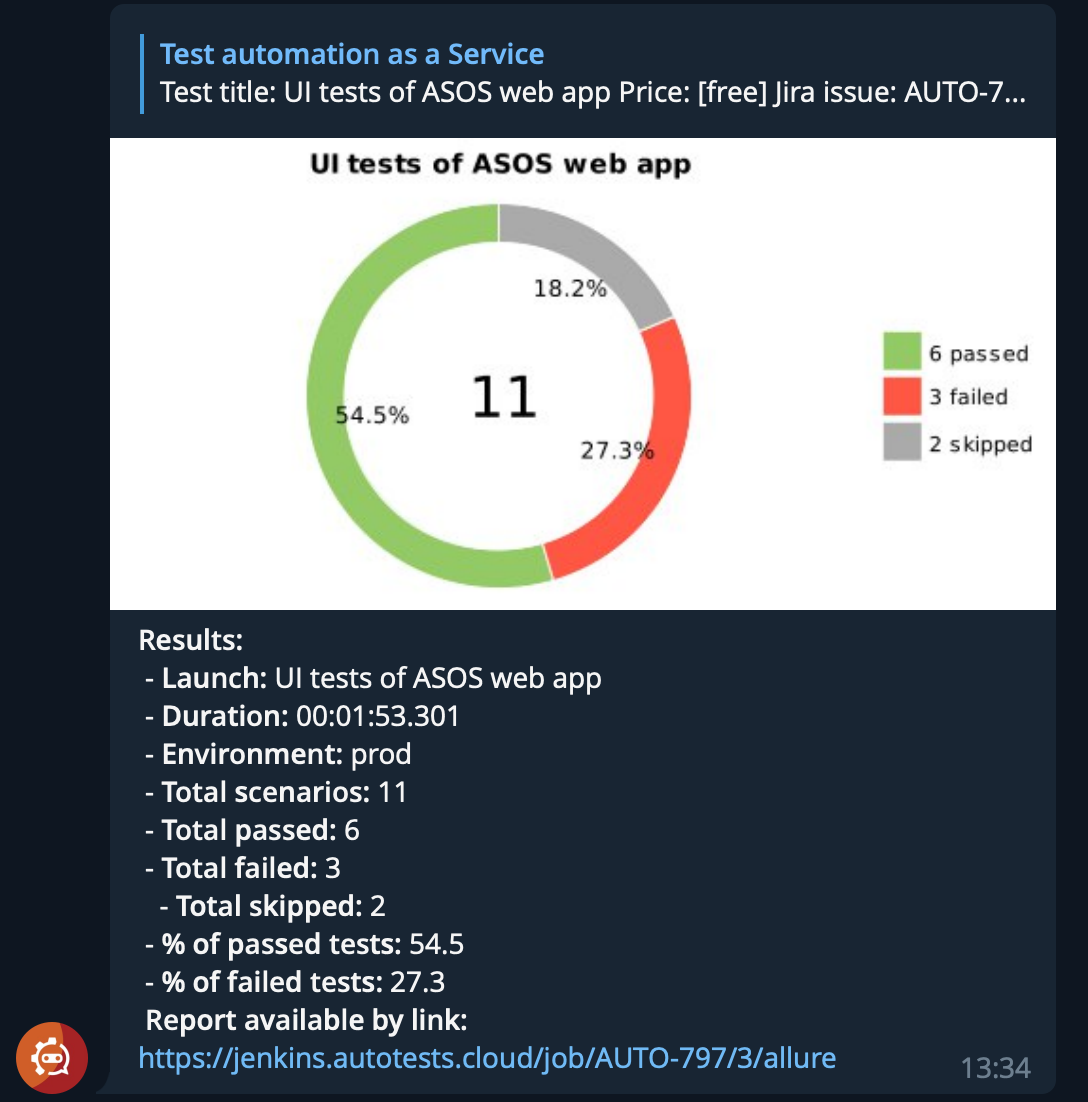 Test automation as a Service
Test title: UI tests of ASOS web app Price: [free] Jira issue: AUTO-7...
UI tests of ASOS web app
18.2%
54.5%
11
27.3%
6 passed
3 failed
2 skipped
Results:
- Launch: UI tests of ASOS web app
- Duration: 00:01:53.301
- Environment: prod
- Total scenarios: 11
- Total passed: 6
- Total failed: 3
- Total skipped: 2
- % of passed tests: 54.5
- % of failed tests: 27.3
Report available by link:
https://jenkins.autotests.cloud/job/AUTO-797/3/allure
13:34